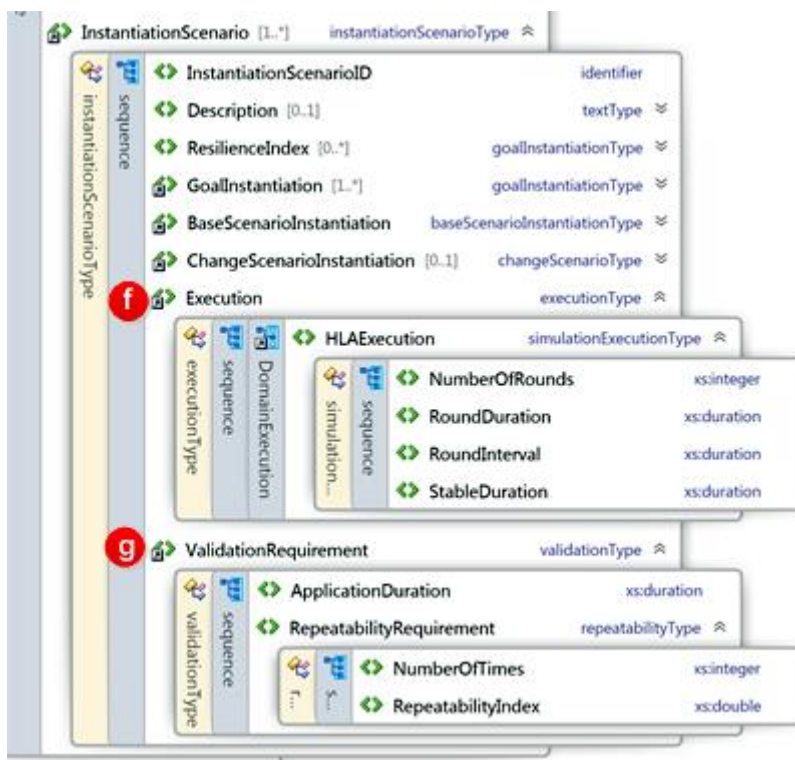 InstantiationScenario [1..*] instantiationScenarioType
instantiationScenarioType
sequence
InstantiationScenarioID identifier
Description [0..1] textType
ResilienceIndex [0..*] goalInstantiationType
GoalInstantiation [1..*] goalInstantiationType
BaseScenarioInstantiation baseScenarioInstantiationType
ChangeScenarioInstantiation [0..1] changeScenarioType
f Execution executionType
executionType
sequence
DomainExecution
HLAExecution simulationExecutionType
simulation...
sequence
NumberOfRounds xs:integer
RoundDuration xs:duration
RoundInterval xs:duration
StableDuration xs:duration
g ValidationRequirement validationType
validationType
sequence
ApplicationDuration xs:duration
RepeatabilityRequirement repeatabilityType
r...
s...
NumberOfTimes xs:integer
RepeatabilityIndex xs:double